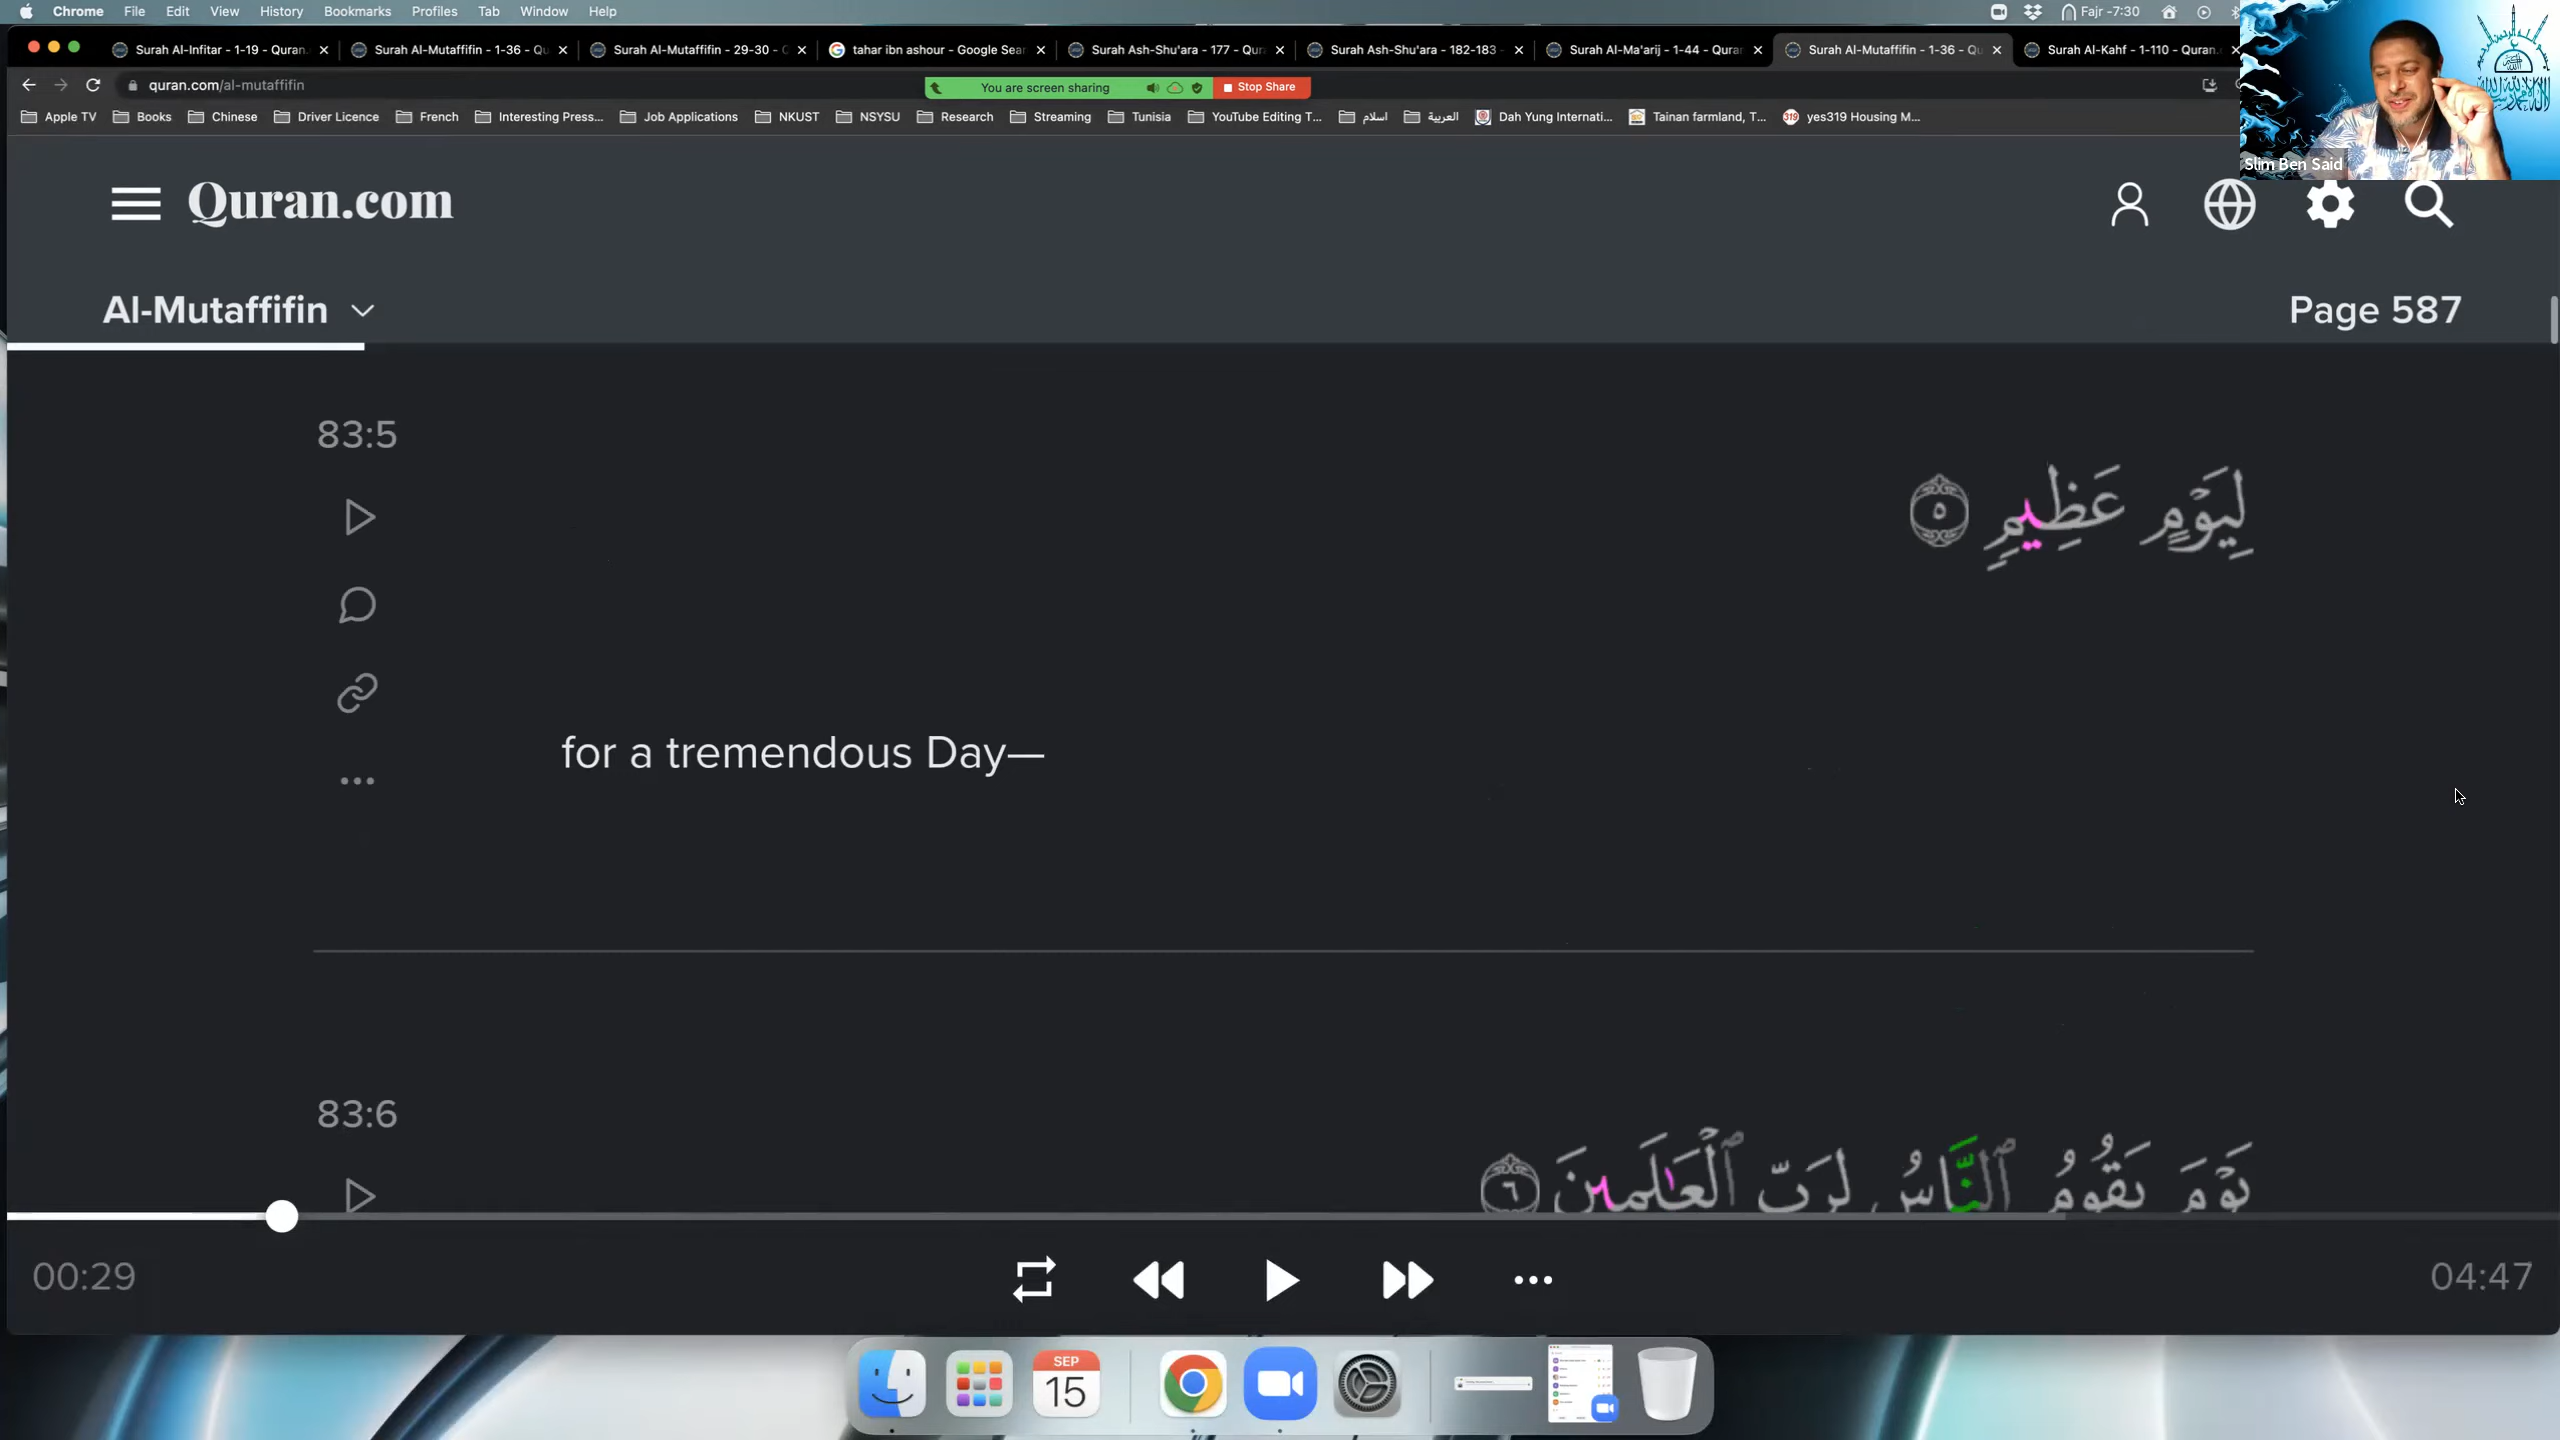 Chrome File Edit View History Bookmarks Profiles Tab Window Help Fajr -7:30
Surah Al-Infitar - 1-19 - Quran. Surah Al-Mutaffifin - 1-36 - Qu Surah Al-Mutaffifin - 29-30 - tahar ibn ashour - Google Sear Surah Ash-Shu'ara - 177 - Qur Surah Ash-Shu'ara - 182-183 - Surah Al-Ma'arij - 1-44 - Quran Surah Al-Mutaffifin - 1-36 - Qu Surah Al-Kahf - 1-110 - Quran.
quran.com/al-mutaffifin You are screen sharing Stop Share
Apple TV Books Chinese Driver Licence French Interesting Press... Job Applications NKUST NSYSU Research Streaming Tunisia YouTube Editing T... اسلام العربية Dah Yung Internati... Tainan farmland, T... 319 yes319 Housing M...
Slim Ben Said
Quran.com
Al-Mutaffifin Page 587
83:5
لِيَوْمٍ عَظِيمٍ ٥
for a tremendous Day—
83:6
يَوْمَ يَقُومُ ٱلنَّاسُ لِرَبِّ ٱلْعَـٰلَمِينَ ٦
00:29 04:47
SEP
15